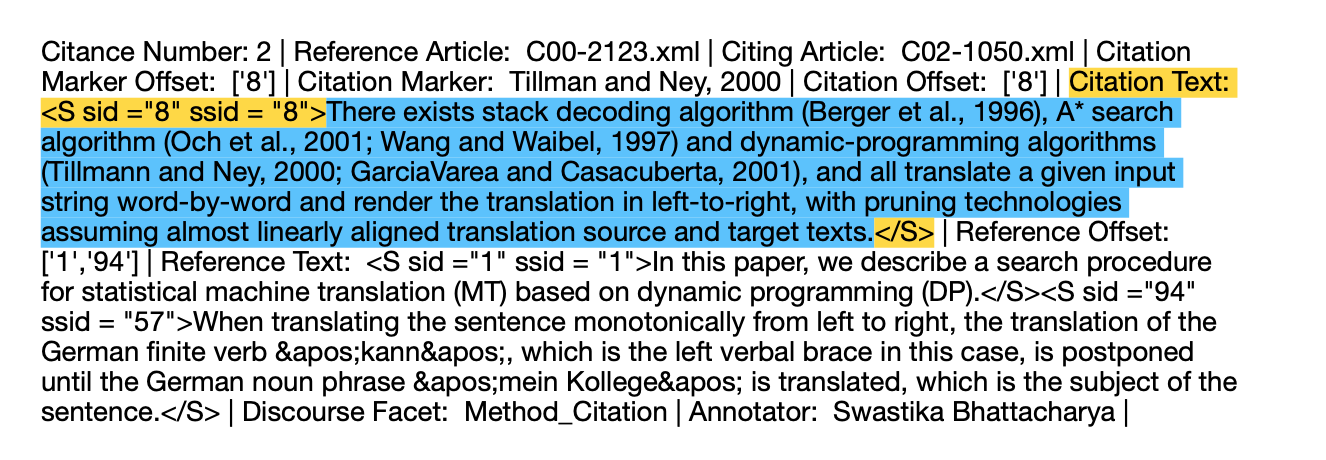 Citance Number: 2 | Reference Article:  C00-2123.xml | Citing Article:  C02-1050.xml | Citation
Marker Offset:  ['8'] | Citation Marker:  Tillman and Ney, 2000 | Citation Offset:  ['8'] | Citation Text:
<S sid ="8" ssid = "8">There exists stack decoding algorithm (Berger et al., 1996), A* search
algorithm (Och et al., 2001; Wang and Waibel, 1997) and dynamic-programming algorithms
(Tillmann and Ney, 2000; GarciaVarea and Casacuberta, 2001), and all translate a given input
string word-by-word and render the translation in left-to-right, with pruning technologies
assuming almost linearly aligned translation source and target texts.</S> | Reference Offset:
['1','94'] | Reference Text:  <S sid ="1" ssid = "1">In this paper, we describe a search procedure
for statistical machine translation (MT) based on dynamic programming (DP).</S><S sid ="94"
ssid = "57">When translating the sentence monotonically from left to right, the translation of the
German finite verb &apos;kann&apos;, which is the left verbal brace in this case, is postponed
until the German noun phrase &apos;mein Kollege&apos; is translated, which is the subject of the
sentence.</S> | Discourse Facet:  Method_Citation | Annotator:  Swastika Bhattacharya |